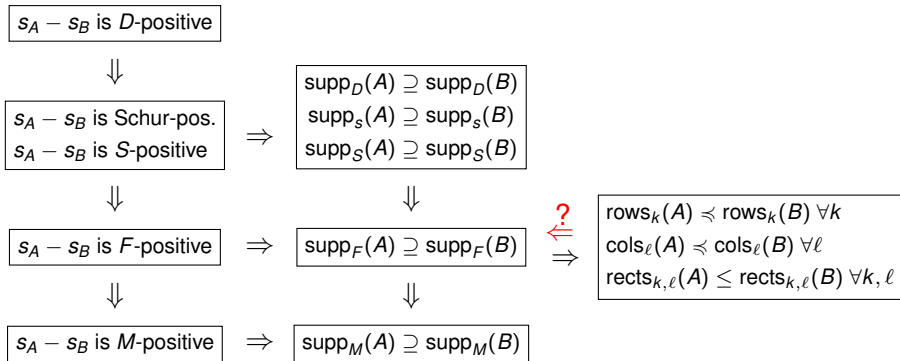 s_A − s_B is D-positive
⇓
s_A − s_B is Schur-pos.
s_A − s_B is S-positive
⇒
supp_D(A) ⊇ supp_D(B)
supp_s(A) ⊇ supp_s(B)
supp_S(A) ⊇ supp_S(B)
⇓ ⇓
s_A − s_B is F-positive
⇒
supp_F(A) ⊇ supp_F(B)
?
⇐
⇒
rows_k(A) ≼ rows_k(B) ∀k
cols_ℓ(A) ≼ cols_ℓ(B) ∀ℓ
rects_{k,ℓ}(A) ≤ rects_{k,ℓ}(B) ∀k, ℓ
⇓ ⇓
s_A − s_B is M-positive
⇒
supp_M(A) ⊇ supp_M(B)